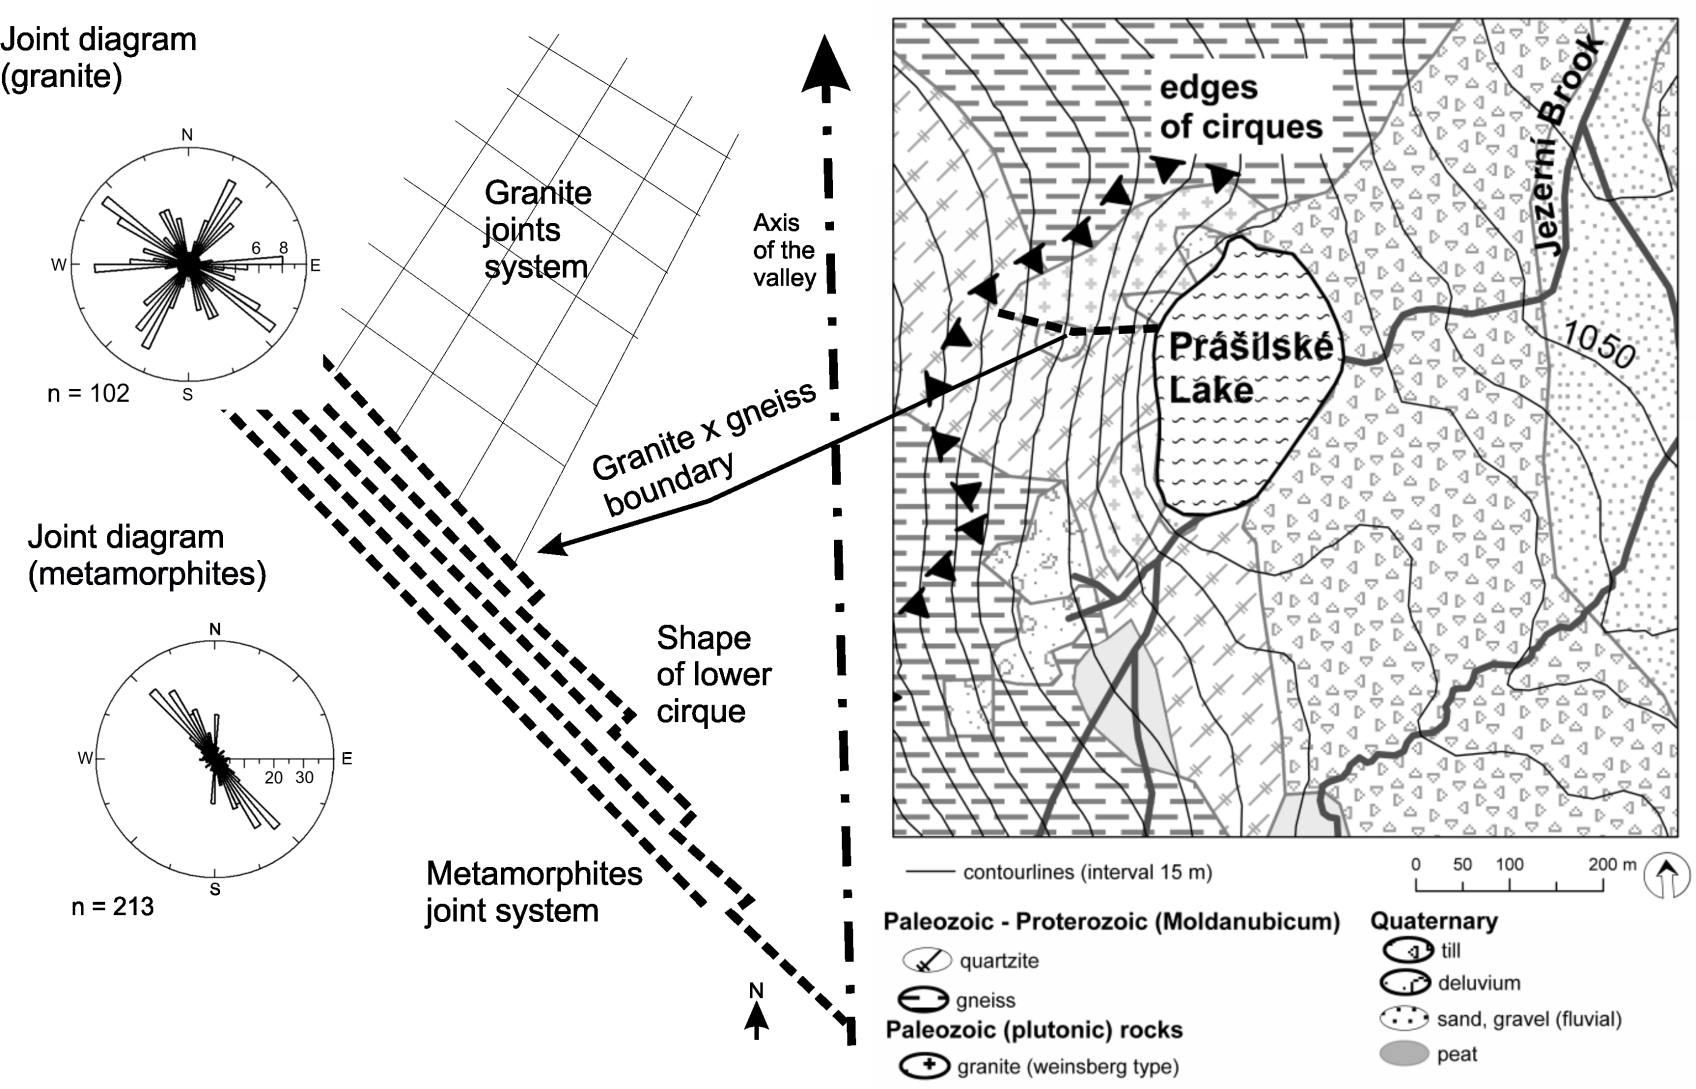 Joint diagram
(granite)
N
W
6 8
E
S
n = 102
Granite
joints
system
Axis
of the
valley
Granite x gneiss
boundary
Joint diagram
(metamorphites)
N
W
20 30
E
S
n = 213
Shape
of lower
cirque
Metamorphites
joint system
N
edges
of cirques
Jezerní Brook
Prášilské
Lake
1050
contourlines (interval 15 m)
0 50 100 200 m
Paleozoic - Proterozoic (Moldanubicum)
quartzite
gneiss
Paleozoic (plutonic) rocks
granite (weinsberg type)
Quaternary
till
deluvium
sand, gravel (fluvial)
peat